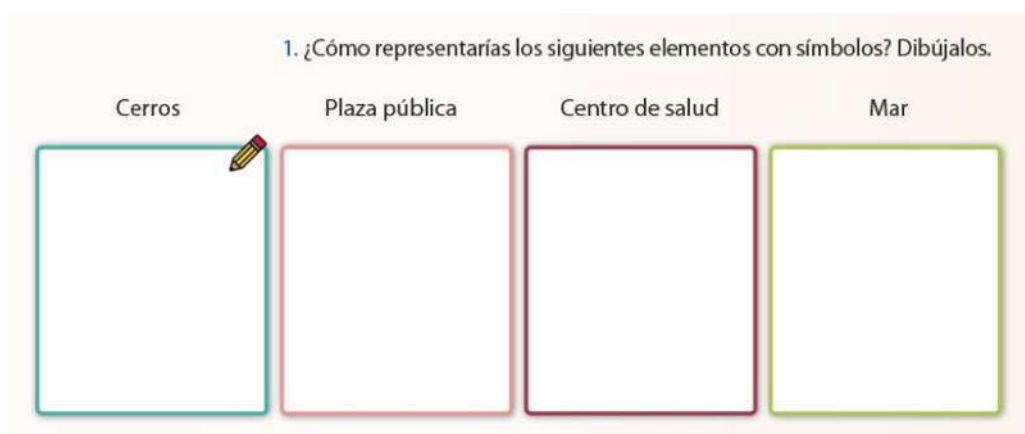 1. ¿Cómo representarías los siguientes elementos con símbolos? Dibújalos.
Cerros Plaza pública Centro de salud Mar